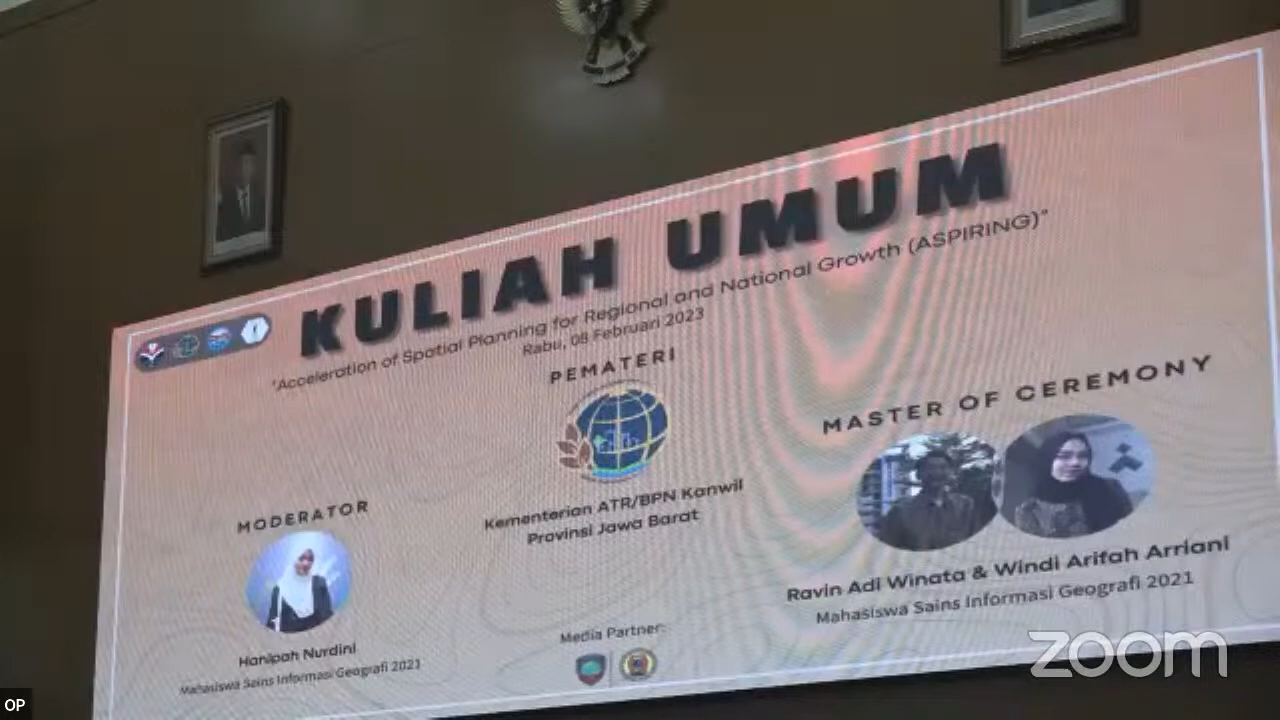 KULIAH UMUM
"Acceleration of Spatial Planning for Regional and National Growth (ASPIRING)"
Rabu, 08 Februari 2023
PEMATERI
Kementerian ATR/BPN Kanwil
Provinsi Jawa Barat
MODERATOR
Hanipah Nurdini
Mahasiswa Sains Informasi Geografi 2021
MASTER OF CEREMONY
Ravin Adi Winata & Windi Arifah Arriani
Mahasiswa Sains Informasi Geografi 2021
Media Partner:
zoom
OP